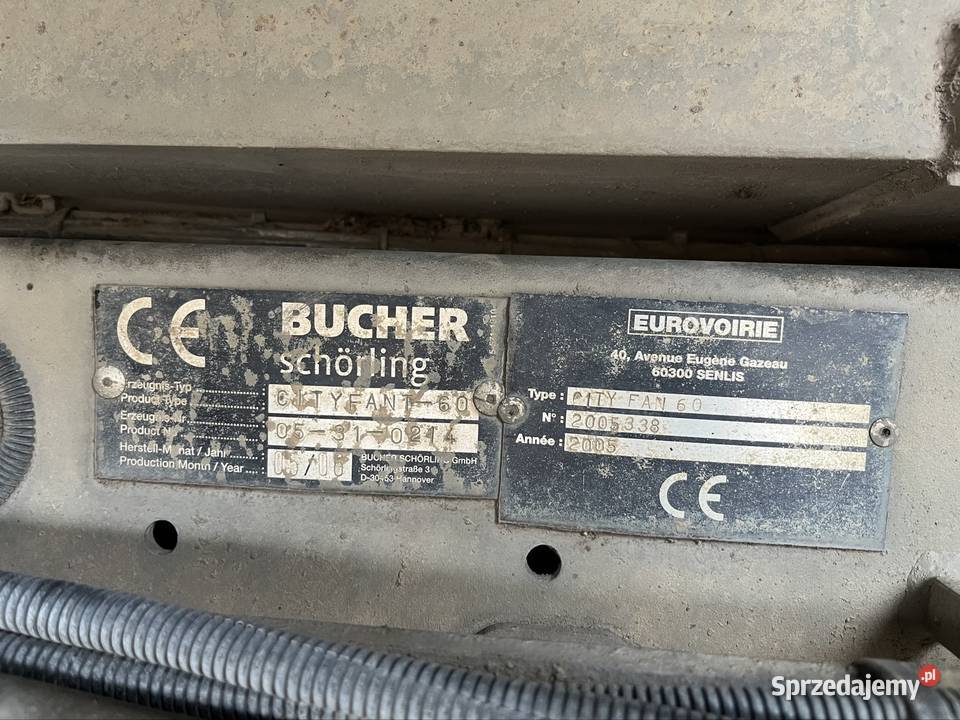 CE BUCHER
schörling
Erzeugnis-Typ
Product Type CITYFANT-60
Erzeugnis-Nr.
Product N 05-31-0214
Herstell-Monat / Jahr
Production Month / Year 05/06
BUCHER SCHÖRLING GmbH
Schörlingstraße 3
D-30453 Hannover
EUROVOIRIE
40, Avenue Eugène Gazeau
60300 SENLIS
Type : CITY FAN 60
N° : 2005338
Année : 2005
CE
Sprzedajemy.pl